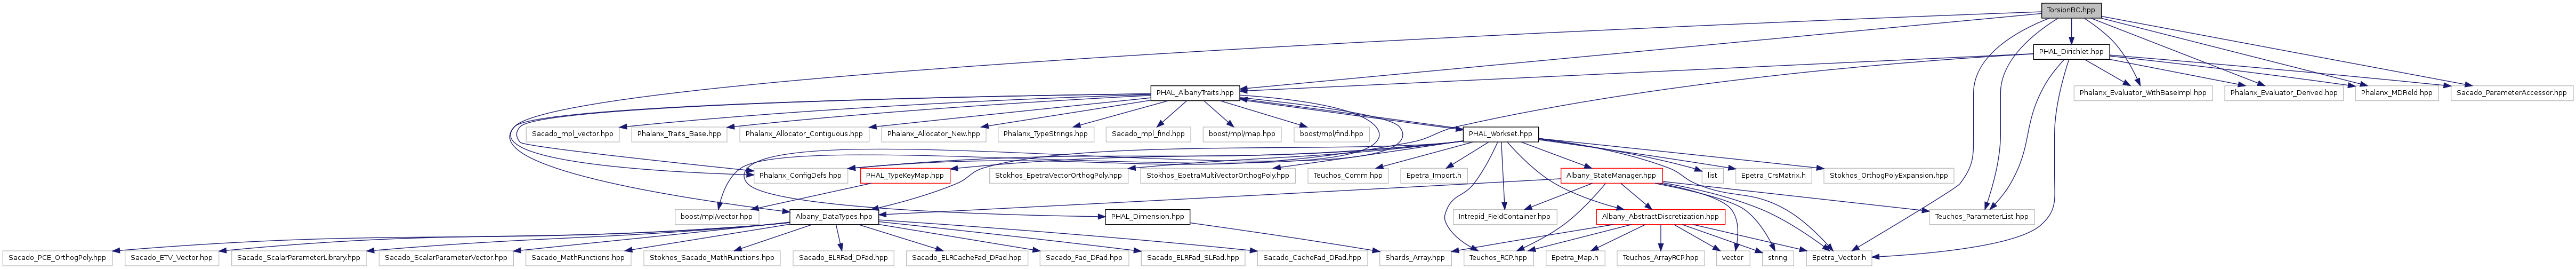 TorsionBC.hpp
PHAL_Dirichlet.hpp
PHAL_AlbanyTraits.hpp
Phalanx_Evaluator_WithBaseImpl.hpp
Phalanx_Evaluator_Derived.hpp
Phalanx_MDField.hpp
Sacado_ParameterAccessor.hpp
Sacado_mpl_vector.hpp
Phalanx_Traits_Base.hpp
Phalanx_Allocator_Contiguous.hpp
Phalanx_Allocator_New.hpp
Phalanx_TypeStrings.hpp
Sacado_mpl_find.hpp
boost/mpl/map.hpp
boost/mpl/find.hpp
PHAL_Workset.hpp
Phalanx_ConfigDefs.hpp
PHAL_TypeKeyMap.hpp
Stokhos_EpetraVectorOrthogPoly.hpp
Stokhos_EpetraMultiVectorOrthogPoly.hpp
Teuchos_Comm.hpp
Epetra_Import.h
Albany_StateManager.hpp
list
Epetra_CrsMatrix.h
Stokhos_OrthogPolyExpansion.hpp
boost/mpl/vector.hpp
Albany_DataTypes.hpp
PHAL_Dimension.hpp
Intrepid_FieldContainer.hpp
Albany_AbstractDiscretization.hpp
Teuchos_ParameterList.hpp
Sacado_PCE_OrthogPoly.hpp
Sacado_ETV_Vector.hpp
Sacado_ScalarParameterLibrary.hpp
Sacado_ScalarParameterVector.hpp
Sacado_MathFunctions.hpp
Stokhos_Sacado_MathFunctions.hpp
Sacado_ELRFad_DFad.hpp
Sacado_ELRCacheFad_DFad.hpp
Sacado_Fad_DFad.hpp
Sacado_ELRFad_SLFad.hpp
Sacado_CacheFad_DFad.hpp
Shards_Array.hpp
Teuchos_RCP.hpp
Epetra_Map.h
Teuchos_ArrayRCP.hpp
vector
string
Epetra_Vector.h